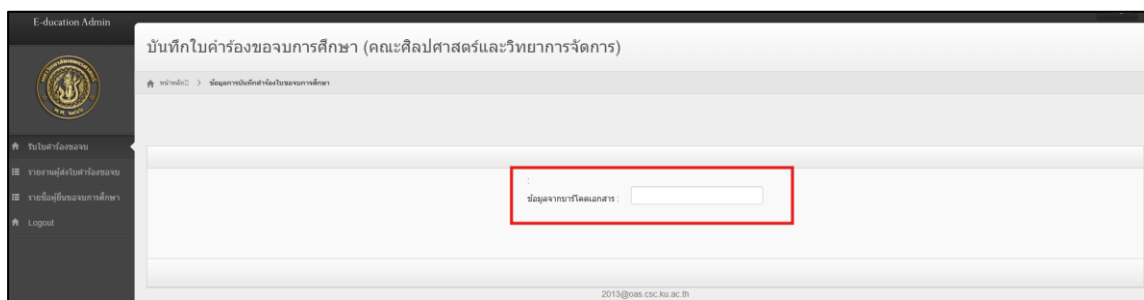 E-ducation Admin
บันทึกใบคำร้องขอจบการศึกษา (คณะศิลปศาสตร์และวิทยาการจัดการ)
หน้าหลัก > ข้อมูลการบันทึกคำร้องใบขอจบการศึกษา
รับใบคำร้องขอจบ
รายงานผู้ส่งใบคำร้องขอจบ
รายชื่อผู้ยื่นขอจบการศึกษา
Logout
:
ข้อมูลจากบาร์โคดเอกสาร :
2013@oas.csc.ku.ac.th